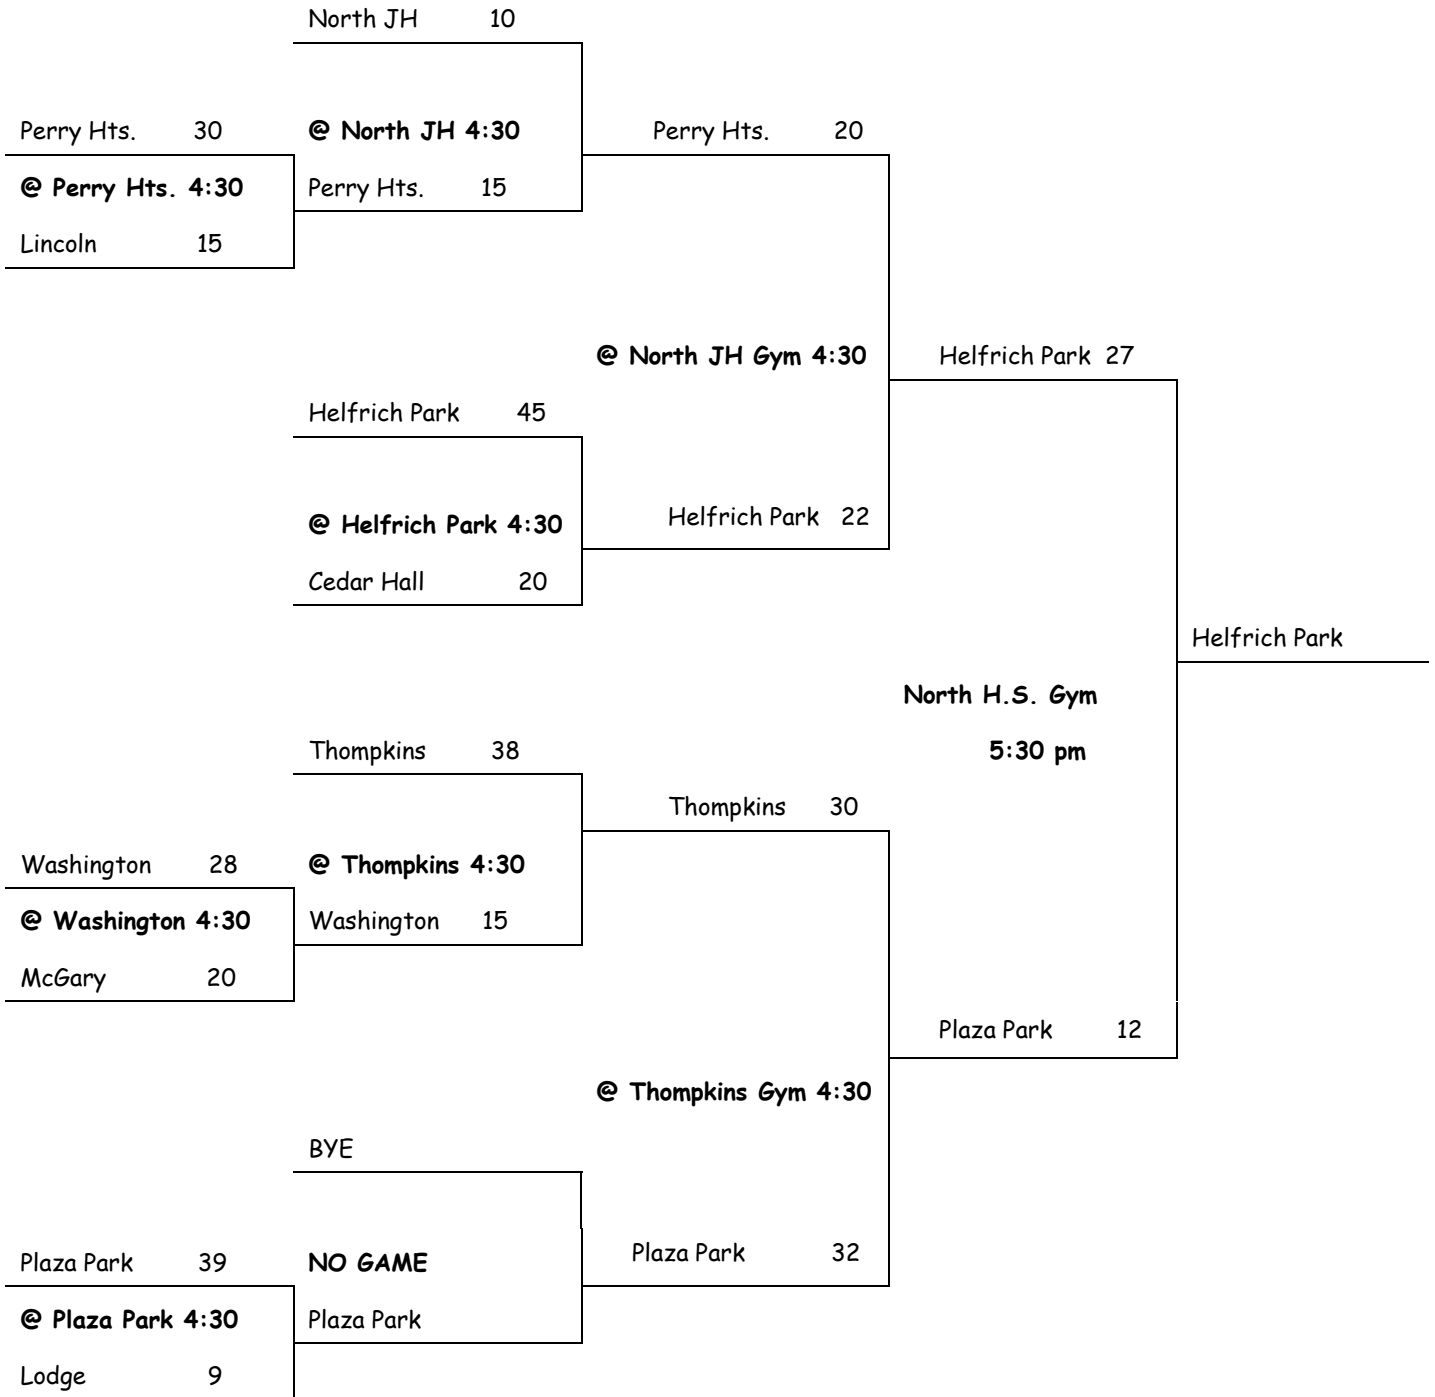 North JH 10
Perry Hts. 30 @ North JH 4:30 Perry Hts. 20
@ Perry Hts. 4:30 Perry Hts. 15
Lincoln 15
@ North JH Gym 4:30 Helfrich Park 27
Helfrich Park 45
@ Helfrich Park 4:30 Helfrich Park 22
Cedar Hall 20
Helfrich Park
North H.S. Gym
Thompkins 38 5:30 pm
Thompkins 30
Washington 28 @ Thompkins 4:30
@ Washington 4:30 Washington 15
McGary 20
Plaza Park 12
@ Thompkins Gym 4:30
BYE
Plaza Park 39 NO GAME Plaza Park 32
@ Plaza Park 4:30 Plaza Park
Lodge 9